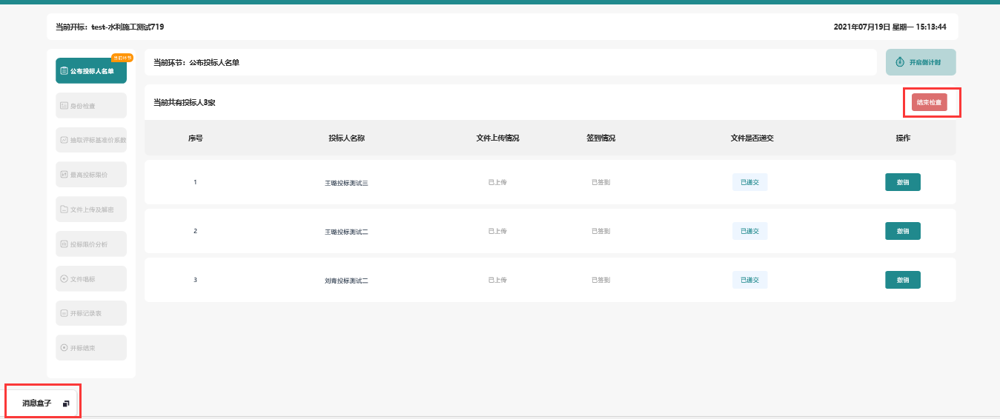 当前开标：test-水利施工测试719
2021年07月19日 星期一 15:13:44
当前环节
公布投标人名单
身份检查
抽取评标基准价系数
最高投标限价
文件上传及解密
投标限价分析
文件唱标
开标记录表
开标结束
当前环节：公布投标人名单
开启倒计时
当前共有投标人3家
结束检查
序号 投标人名称 文件上传情况 签到情况 文件是否递交 操作
1 王璐投标测试三 已上传 已签到 已递交 撤销
2 王璐投标测试二 已上传 已签到 已递交 撤销
3 刘青投标测试二 已上传 已签到 已递交 撤销
消息盒子